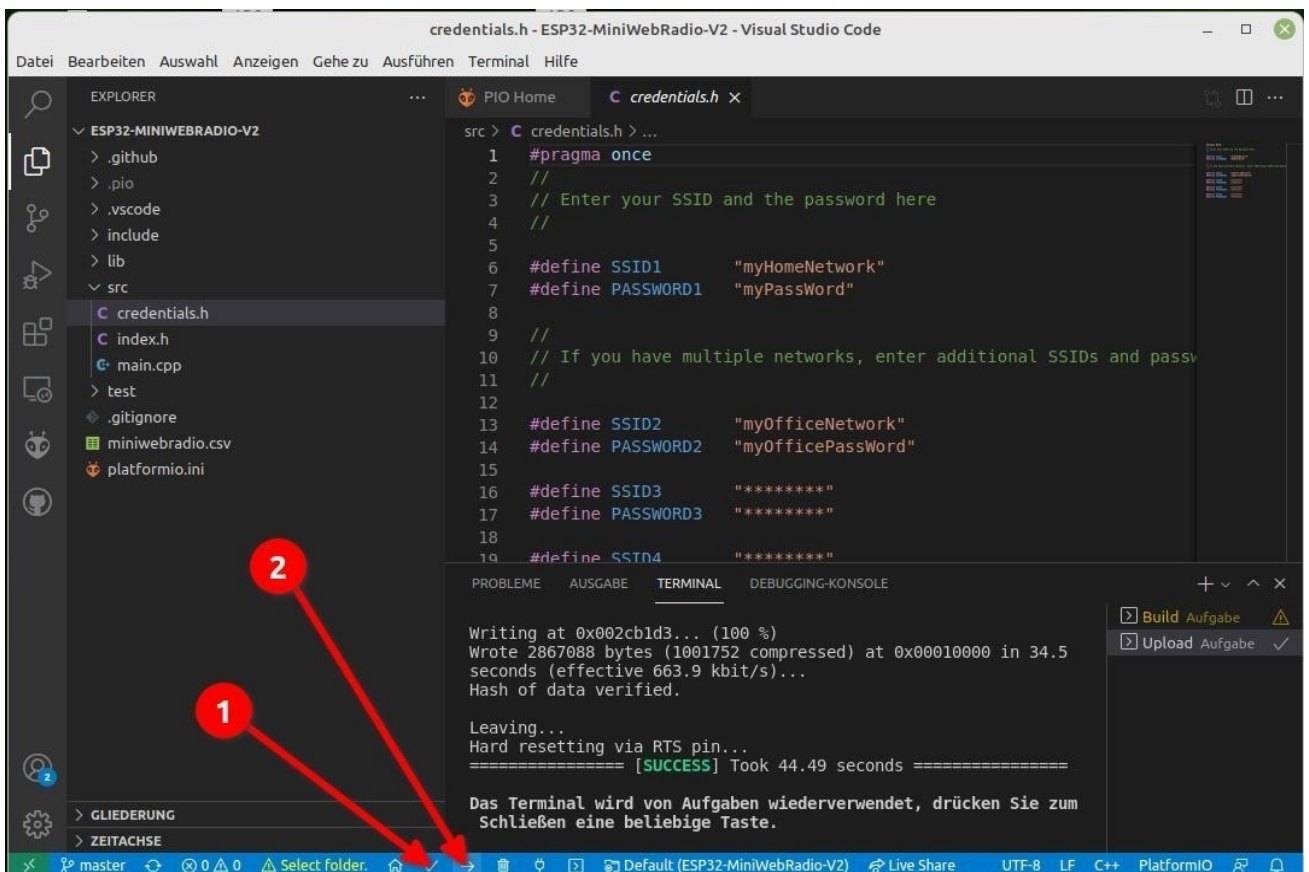 credentials.h - ESP32-MiniWebRadio-V2 - Visual Studio Code
Datei Bearbeiten Auswahl Anzeigen Gehe zu Ausführen Terminal Hilfe
EXPLORER
ESP32-MINIWEBRADIO-V2
.github
.pio
.vscode
include
lib
src
credentials.h
index.h
main.cpp
test
.gitignore
miniwebradio.csv
platformio.ini
GLIEDERUNG
ZEITACHSE
2
PIO Home C credentials.h
src > C credentials.h > ...
1 #pragma once
2 //
3 // Enter your SSID and the password here
4 //
5
6 #define SSID1 "myHomeNetwork"
7 #define PASSWORD1 "myPassWord"
8
9 //
10 // If you have multiple networks, enter additional SSIDs and passw
11 //
12
13 #define SSID2 "myOfficeNetwork"
14 #define PASSWORD2 "myOfficePassWord"
15
16 #define SSID3 "********"
17 #define PASSWORD3 "********"
18
19 #define SSID4 "********"
PROBLEME AUSGABE TERMINAL DEBUGGING-KONSOLE
Writing at 0x002cb1d3... (100 %)
Wrote 2867088 bytes (1001752 compressed) at 0x00010000 in 34.5
seconds (effective 663.9 kbit/s)...
Hash of data verified.
Leaving...
Hard resetting via RTS pin...
================ [SUCCESS] Took 44.49 seconds ================
Das Terminal wird von Aufgaben wiederverwendet, drücken Sie zum
Schließen eine beliebige Taste.
Build Aufgabe
Upload Aufgabe
2
1
master 0 0 Select folder. Default (ESP32-MiniWebRadio-V2) Live Share UTF-8 LF C++ PlatformIO